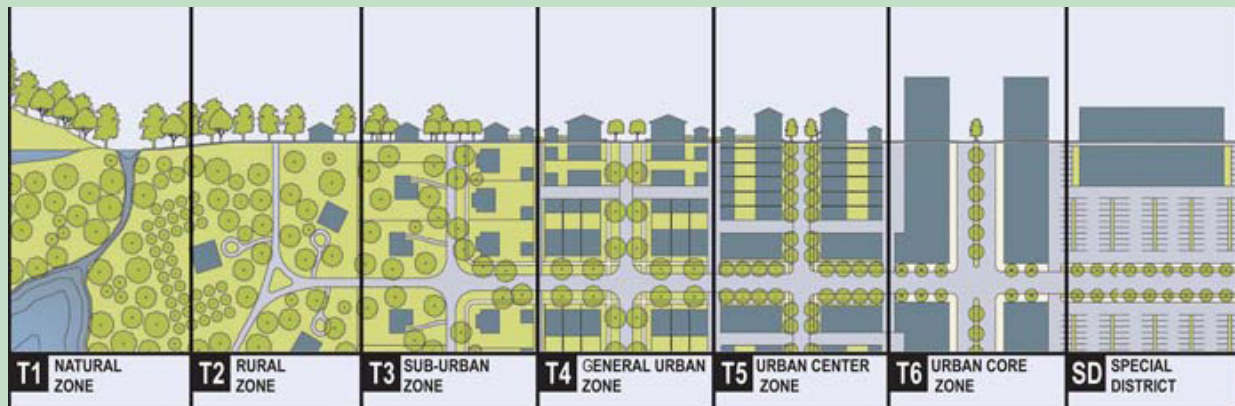 T1 NATURAL
ZONE
T2 RURAL
ZONE
T3 SUB-URBAN
ZONE
T4 GENERAL URBAN
ZONE
T5 URBAN CENTER
ZONE
T6 URBAN CORE
ZONE
SD SPECIAL
DISTRICT